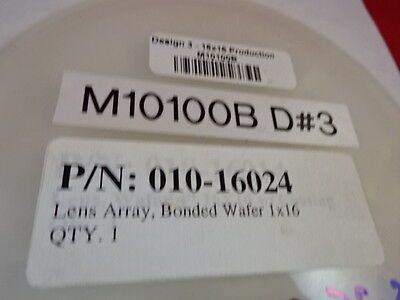 Design 3 - 16x16 Production
M10100B
M10100B D#3
P/N: 010-16024
Lens Array, Bonded Wafer 1x16
QTY. 1